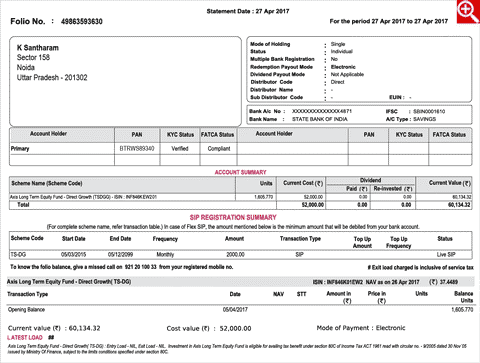 Statement Date : 27 Apr 2017
Folio No. : 49863593630
For the period 27 Apr 2017 to 27 Apr 2017
K Santharam
Sector 158
Noida
Uttar Pradesh - 201302
Mode of Holding : Single
Status : Individual
Multiple Bank Registration : No
Redemption Payout Mode : Electronic
Dividend Payout Mode : Not Applicable
Distributor Code : Direct
Distributor Name : -
Sub Distributor Code : - EUIN : -
Bank A/c No : XXXXXXXXXXXXXX4871 IFSC : SBIN0001610
Bank Name : STATE BANK OF INDIA A/C Type : SAVINGS
Account Holder PAN KYC Status FATCA Status Account Holder PAN KYC Status FATCA Status
Primary BTRWS89340 Verified Compliant
ACCOUNT SUMMARY
Scheme Name (Scheme Code) Units Current Cost (₹) Dividend Current Value (₹)
Paid (₹) Re-invested (₹)
Axis Long Term Equity Fund - Direct Growth (TSDGG) - ISIN : INF846K.EW2.01 1,605.770 52,000.00 0.00 0.00 60,134.32
Total 52,000.00 0.00 0.00 60,134.32
SIP REGISTRATION SUMMARY
(For complete scheme name, refer transaction table.) In case of Flex SIP, the amount mentioned below is the amount that will be debited from your bank account.
Scheme Code Start Date End Date Frequency Amount Transaction Type Top Up Amount Top Up Frequency Status
TS-DG 05/03/2015 05/12/2099 Monthly 2000.00 SIP Live SIP
To know the folio balance, give a missed call on 921 20 100 33 from your registered mobile no. # Exit load charged is inclusive of service tax
Axis Long Term Equity Fund - Direct Growth( TS-DG) ISIN : INF846K01EW2 NAV as on 26 Apr 2017 (₹) 37.4489
Transaction Type Date NAV STT Amount in (₹) Price in (₹) Units Balance Units
Opening Balance 05/04/2017 1,605.770
Current value (₹) : 60,134.32 Cost value (₹) : 52,000.00 Mode of Payment : Electronic
LATEST LOAD ##
Axis Long Term Equity Fund - Direct Growth( TS-DG) : Entry Load - NIL, Exit Load - NIL. Investment in Axis Long Term Equity Fund is eligible for availing tax benefit under section 80C of Income Tax ACT 1961 read with circular no. - 9/2005 dated 30 Nov 05
issued by Ministry Of Finance, subject to the limits conditions specified under section 80C.